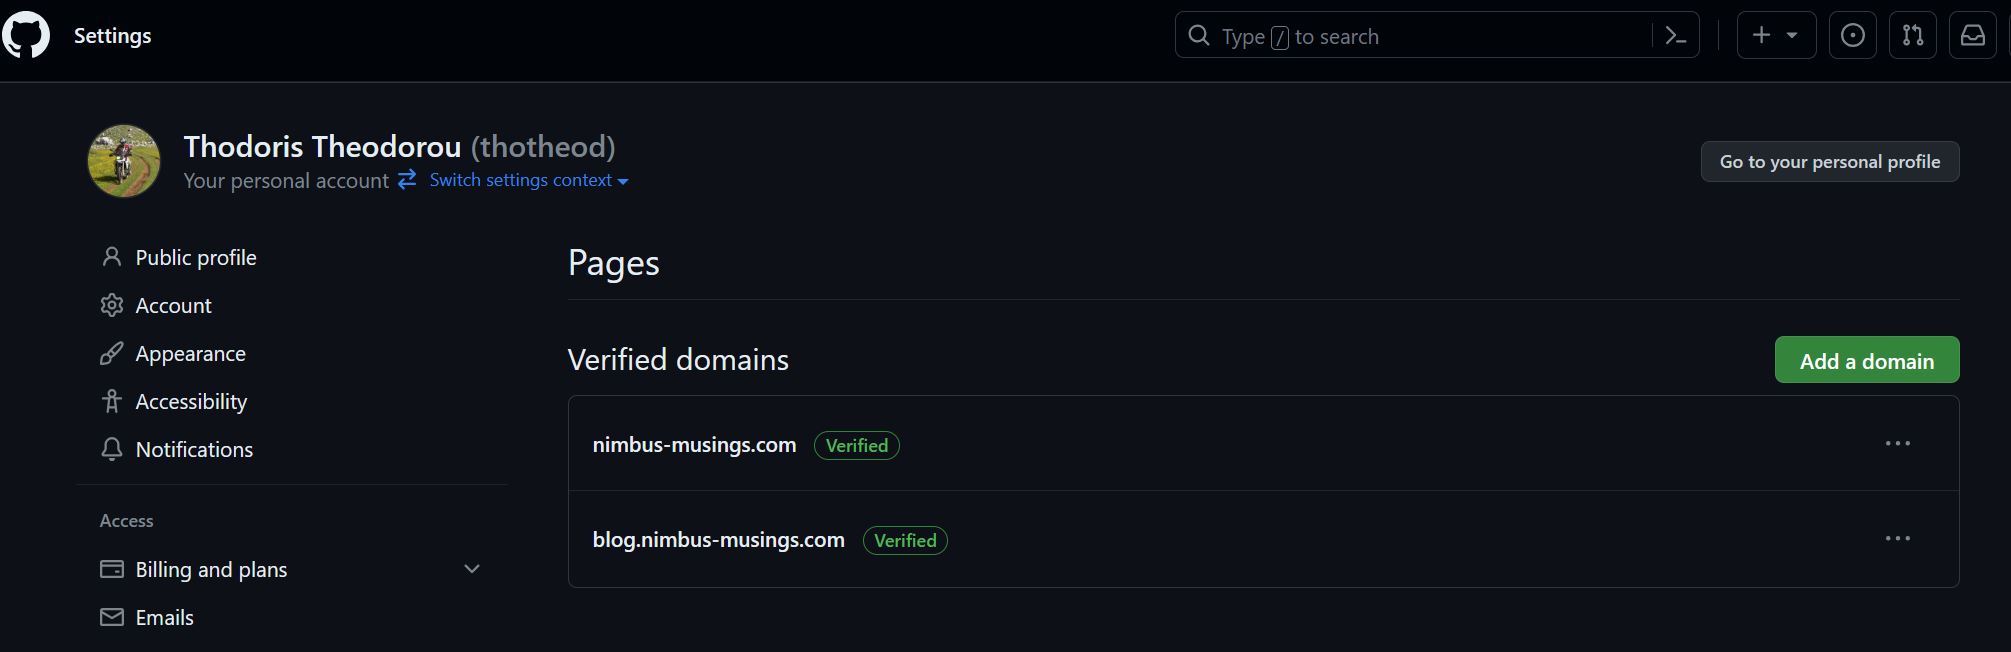 Settings
Type / to search
Thodoris Theodorou (thotheod)
Your personal account Switch settings context
Go to your personal profile
Public profile
Account
Appearance
Accessibility
Notifications
Access
Billing and plans
Emails
Pages
Verified domains
Add a domain
nimbus-musings.com Verified
blog.nimbus-musings.com Verified